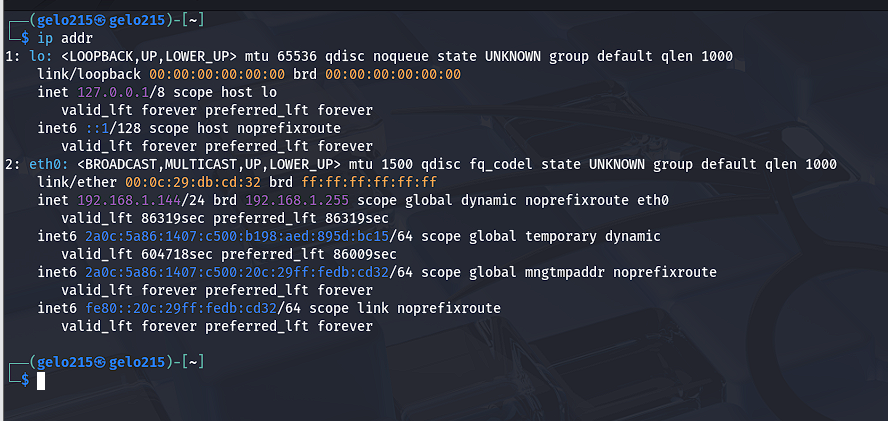 ┌──(gelo215㉿gelo215)-[~]
└─$ ip addr
1: lo: <LOOPBACK,UP,LOWER_UP> mtu 65536 qdisc noqueue state UNKNOWN group default qlen 1000
    link/loopback 00:00:00:00:00:00 brd 00:00:00:00:00:00
    inet 127.0.0.1/8 scope host lo
       valid_lft forever preferred_lft forever
    inet6 ::1/128 scope host noprefixroute
       valid_lft forever preferred_lft forever
2: eth0: <BROADCAST,MULTICAST,UP,LOWER_UP> mtu 1500 qdisc fq_codel state UNKNOWN group default qlen 1000
    link/ether 00:0c:29:db:cd:32 brd ff:ff:ff:ff:ff:ff
    inet 192.168.1.144/24 brd 192.168.1.255 scope global dynamic noprefixroute eth0
       valid_lft 86319sec preferred_lft 86319sec
    inet6 2a0c:5a86:1407:c500:b198:aed:895d:bc15/64 scope global temporary dynamic
       valid_lft 604718sec preferred_lft 86009sec
    inet6 2a0c:5a86:1407:c500:20c:29ff:fedb:cd32/64 scope global mngtmpaddr noprefixroute
       valid_lft forever preferred_lft forever
    inet6 fe80::20c:29ff:fedb:cd32/64 scope link noprefixroute
       valid_lft forever preferred_lft forever
┌──(gelo215㉿gelo215)-[~]
└─$